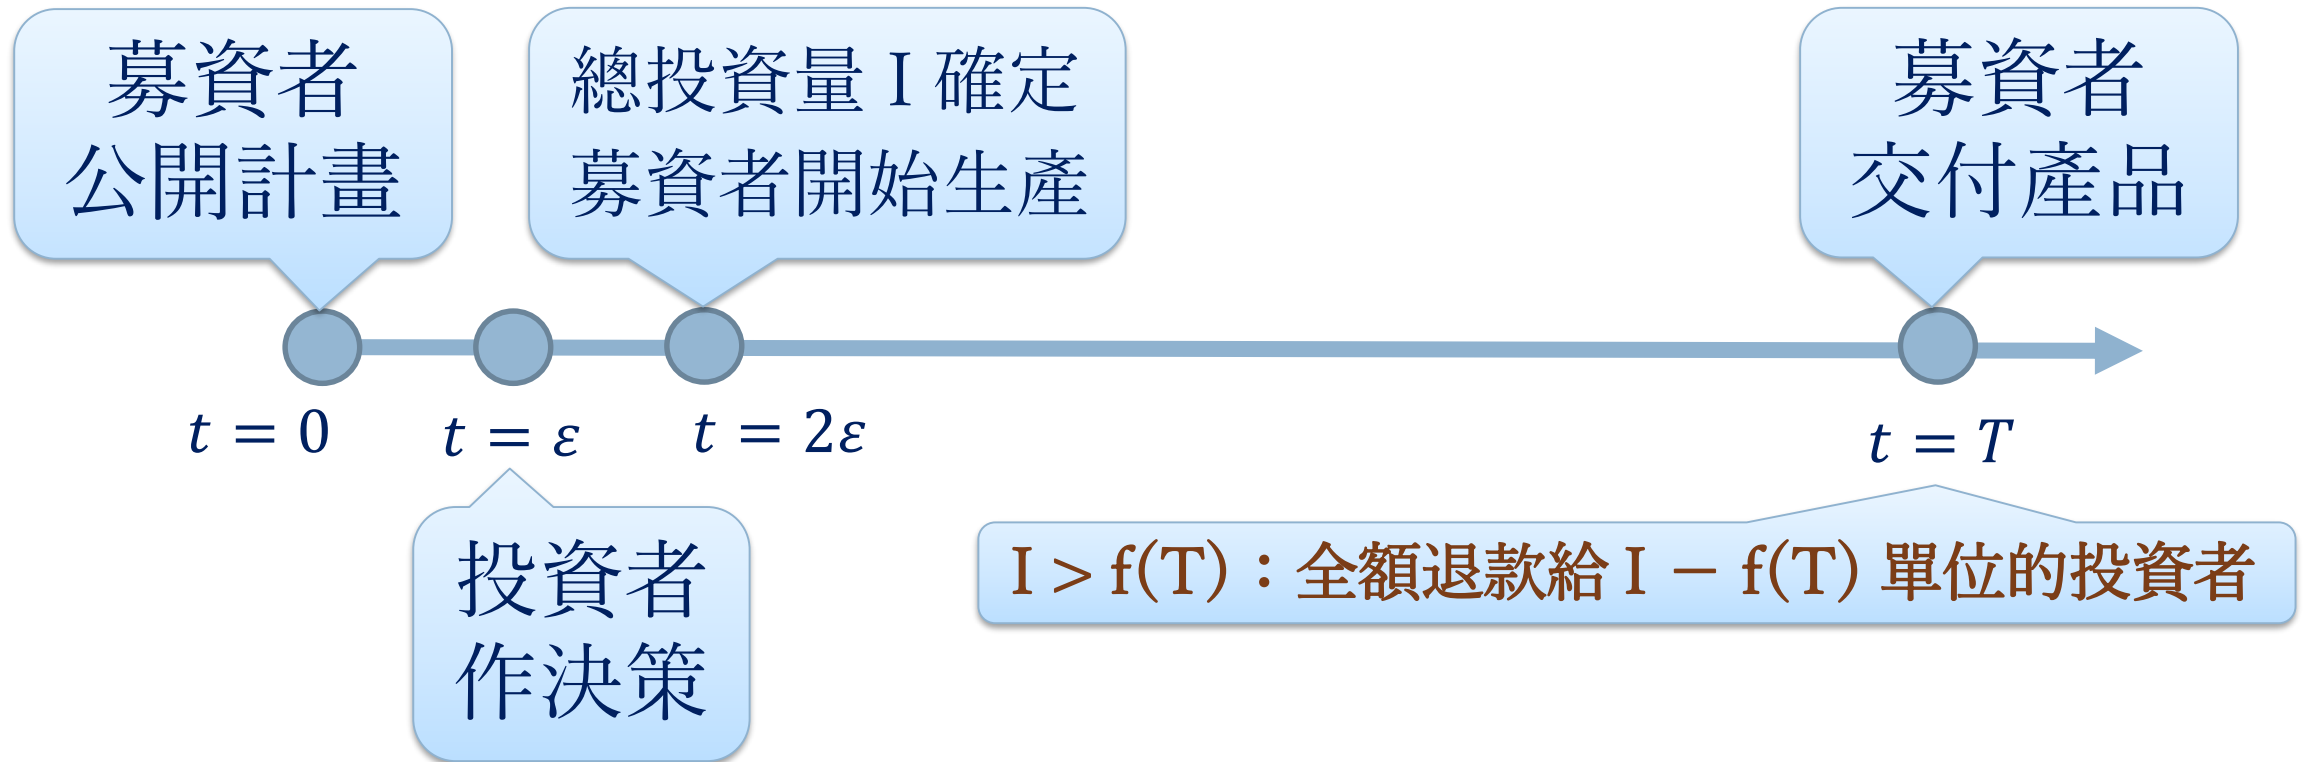 募資者
公開計畫
總投資量 I 確定
募資者開始生產
募資者
交付產品
t = 0
t = ε
t = 2ε
t = T
投資者
作決策
I > f(T)：全額退款給 I − f(T) 單位的投資者